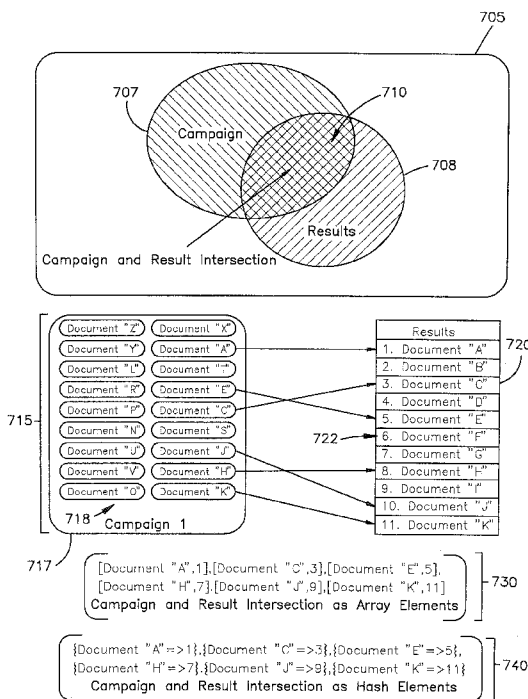 705
707
710
Campaign
708
Results
Campaign and Result Intersection
715
Document "Z" Document "X"
Document "Y" Document "A"
Document "L" Document "T"
Document "R" Document "E"
Document "P" Document "C"
Document "N" Document "S"
Document "U" Document "J"
Document "V" Document "H"
Document "O" Document "K"
718
Campaign 1
717
Results
1. Document "A"
2. Document "B"
3. Document "C"
4. Document "D"
5. Document "E"
6. Document "F"
7. Document "G"
8. Document "H"
9. Document "I"
10. Document "J"
11. Document "K"
720
722
[Document "A",1],[Document "C",3],[Document "E",5],
[Document "H",7],[Document "J",9],[Document "K",11]
Campaign and Result Intersection as Array Elements
730
{Document "A"=>1},{Document "C"=>3},{Document "E"=>5},
{Document "H"=>7},{Document "J"=>9},{Document "K"=>11}
Campaign and Result Intersection as Hash Elements
740